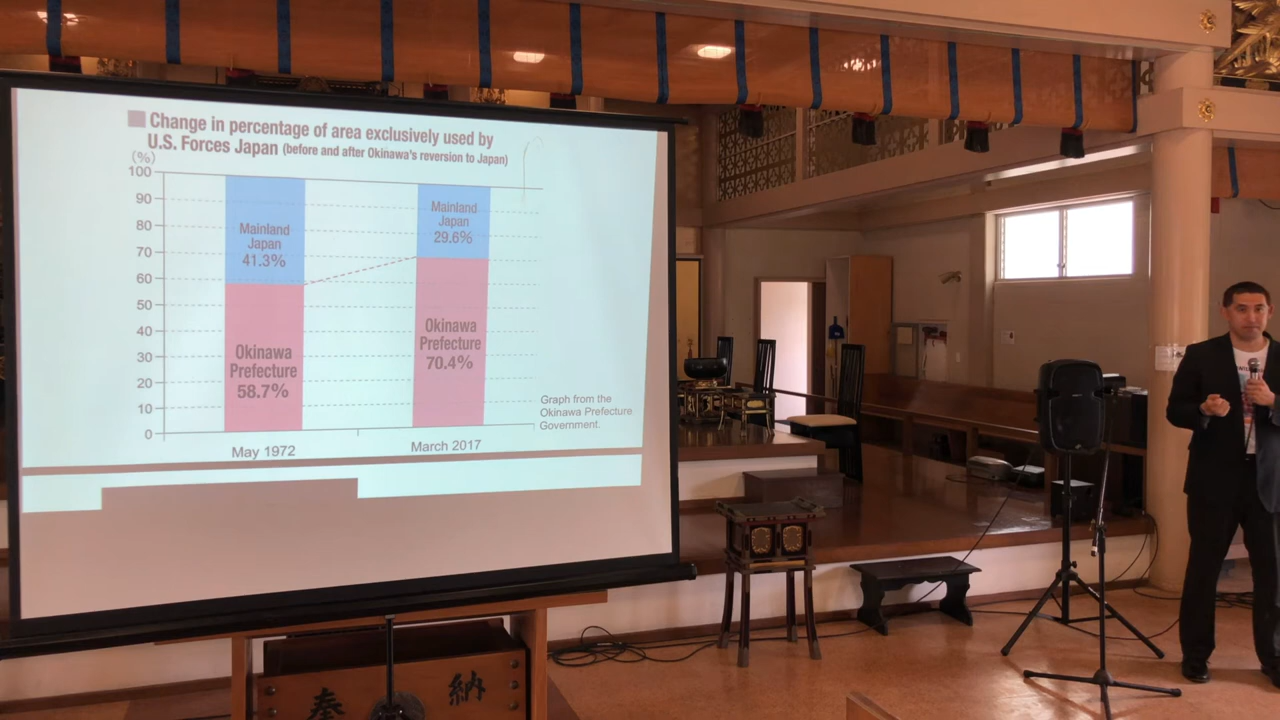 Change in percentage of area exclusively used by
U.S. Forces Japan (before and after Okinawa's reversion to Japan)
(%)
100
90
80
70
60
50
40
30
20
10
0
Mainland
Japan
41.3%
Okinawa
Prefecture
58.7%
Mainland
Japan
29.6%
Okinawa
Prefecture
70.4%
May 1972
March 2017
Graph from the
Okinawa Prefecture
Government.
奉 納